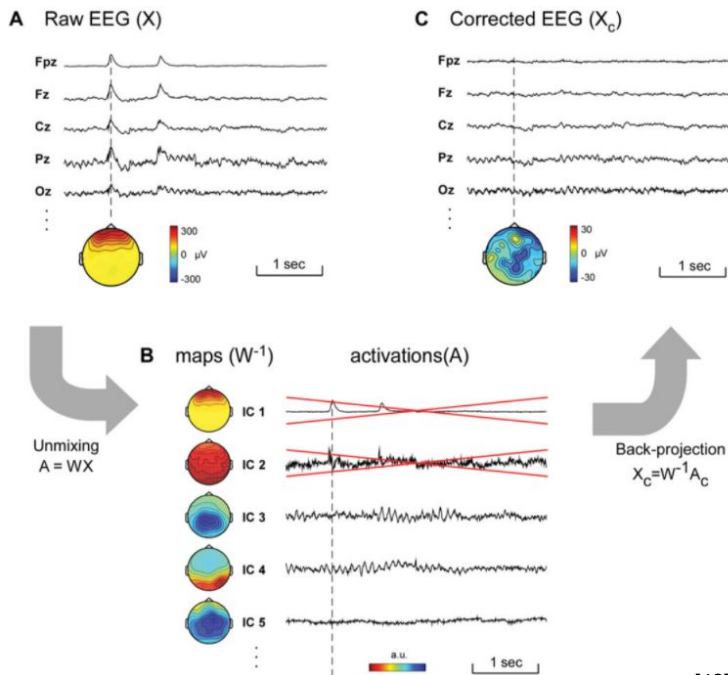 A Raw EEG (X)
Fpz
Fz
Cz
Pz
Oz
300
0 µV
-300
1 sec
C Corrected EEG (Xc)
Fpz
Fz
Cz
Pz
Oz
30
0 µV
-30
1 sec
B maps (W⁻¹) activations(A)
IC 1
IC 2
IC 3
IC 4
IC 5
a.u.
1 sec
Unmixing
A = WX
Back-projection
Xc=W⁻¹Ac